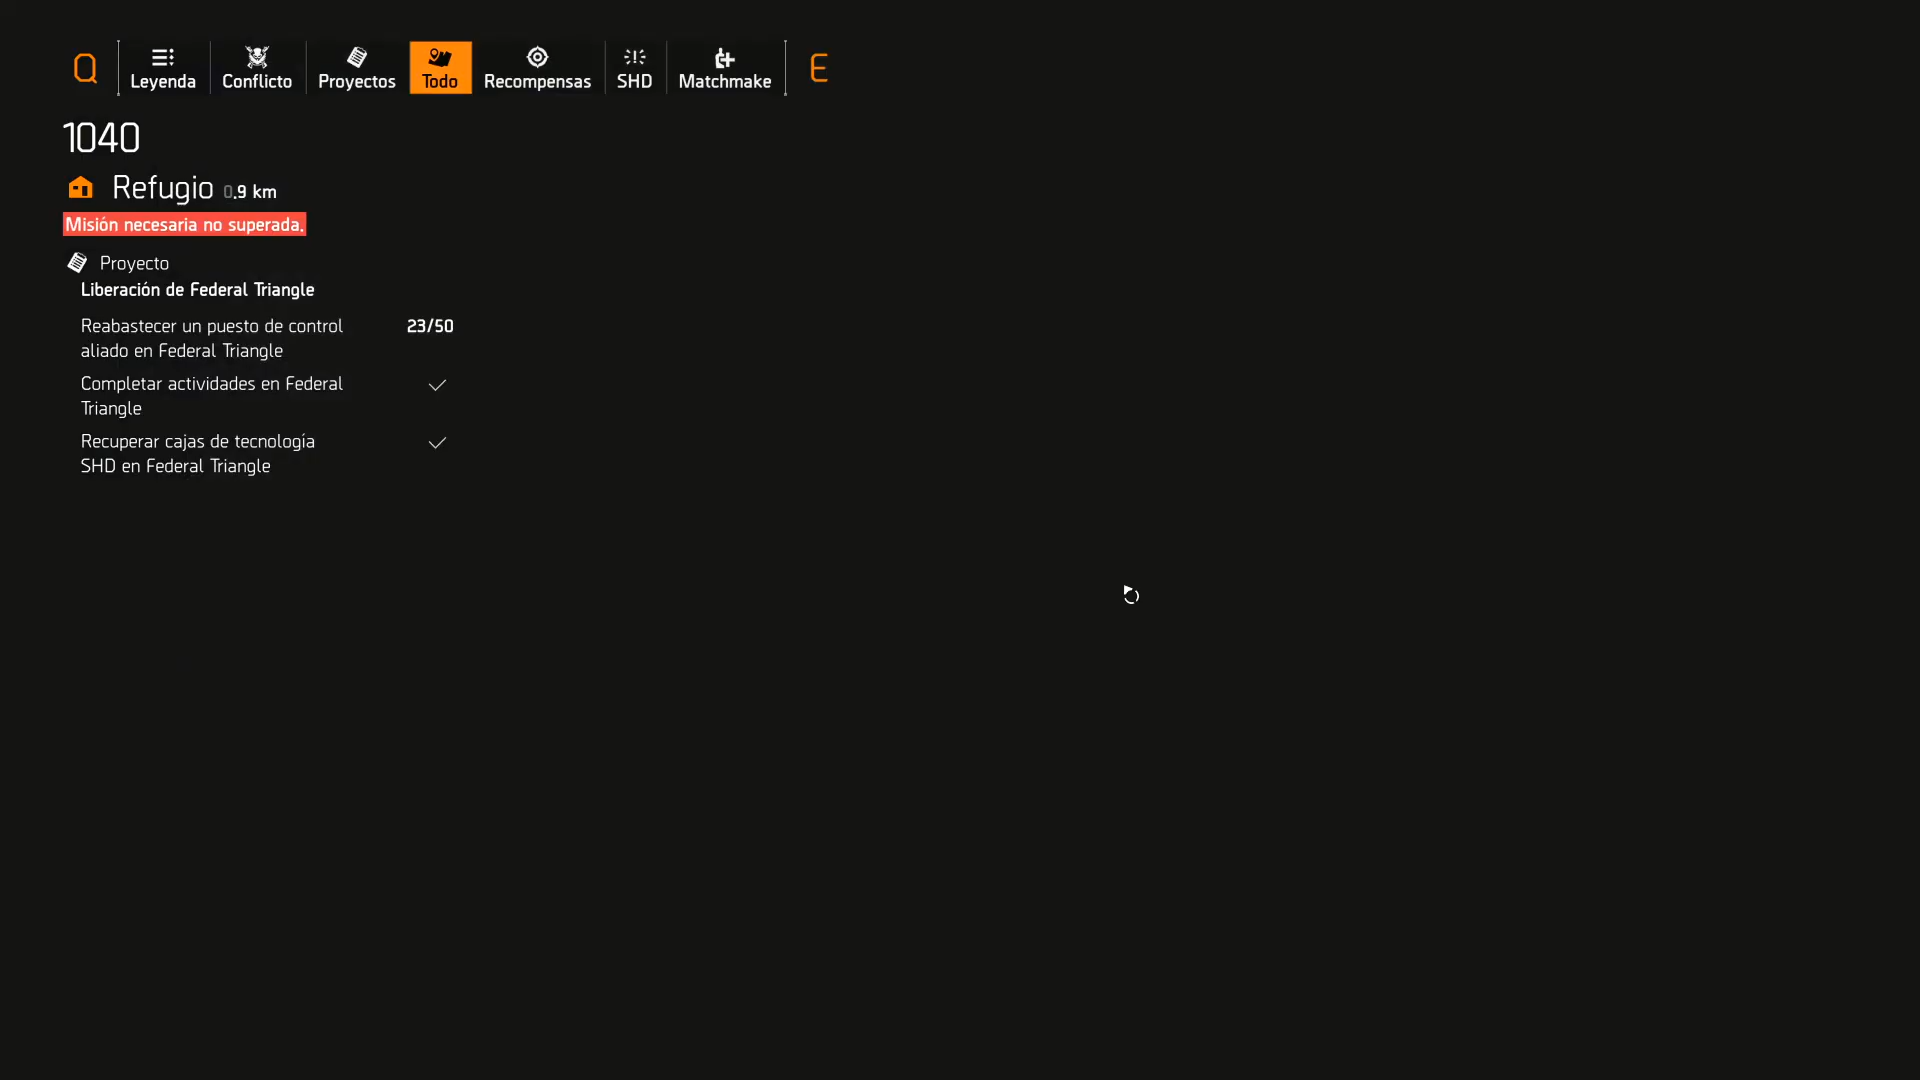 Q
Leyenda
Conflicto
Proyectos
Todo
Recompensas
SHD
Matchmake
E
1040
Refugio 0.9 km
Misión necesaria no superada.
Proyecto
Liberación de Federal Triangle
Reabastecer un puesto de control 23/50
aliado en Federal Triangle
Completar actividades en Federal
Triangle
Recuperar cajas de tecnología
SHD en Federal Triangle